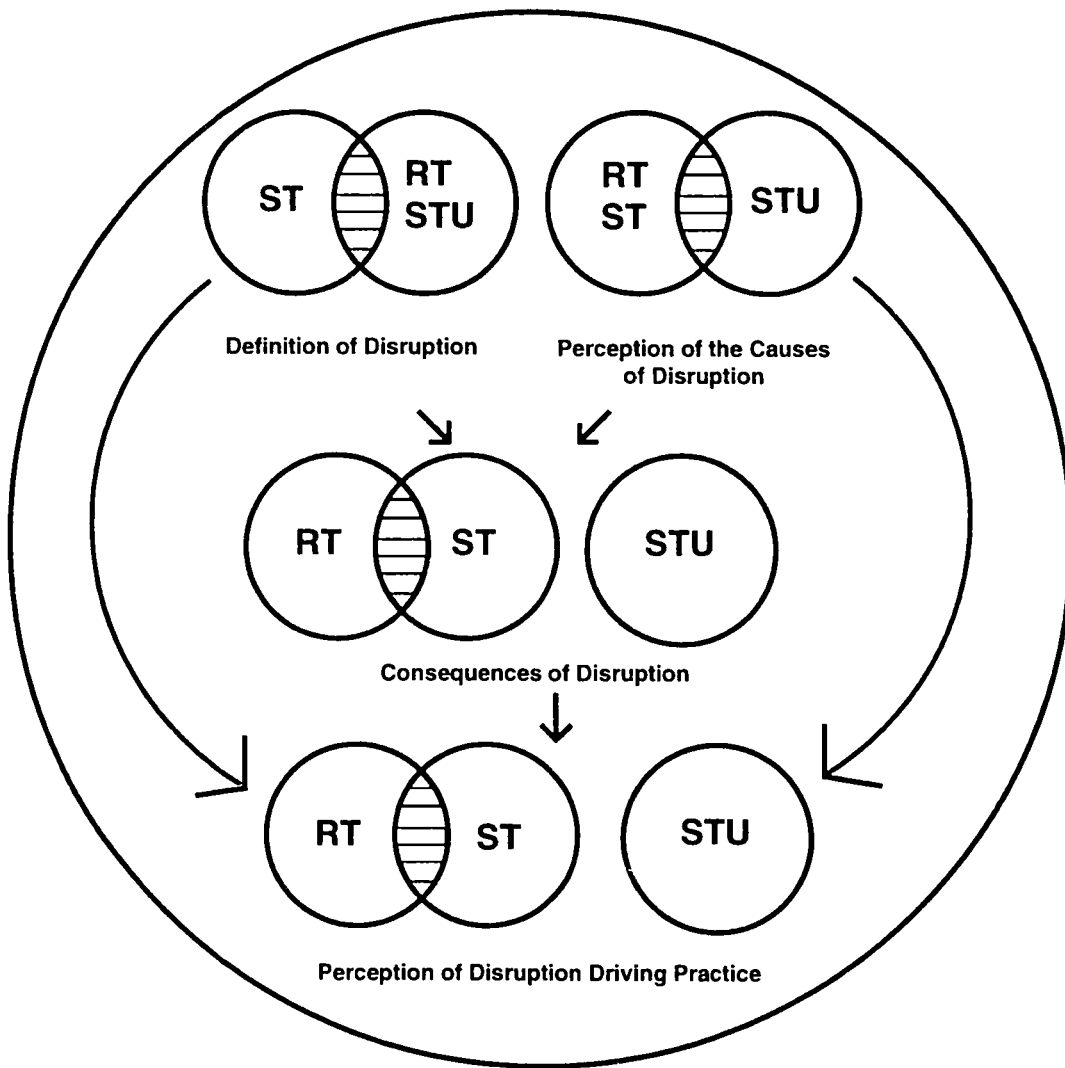 ST
RT
STU
RT
ST
STU
Definition of Disruption
Perception of the Causes
of Disruption
RT
ST
STU
Consequences of Disruption
RT
ST
STU
Perception of Disruption Driving Practice